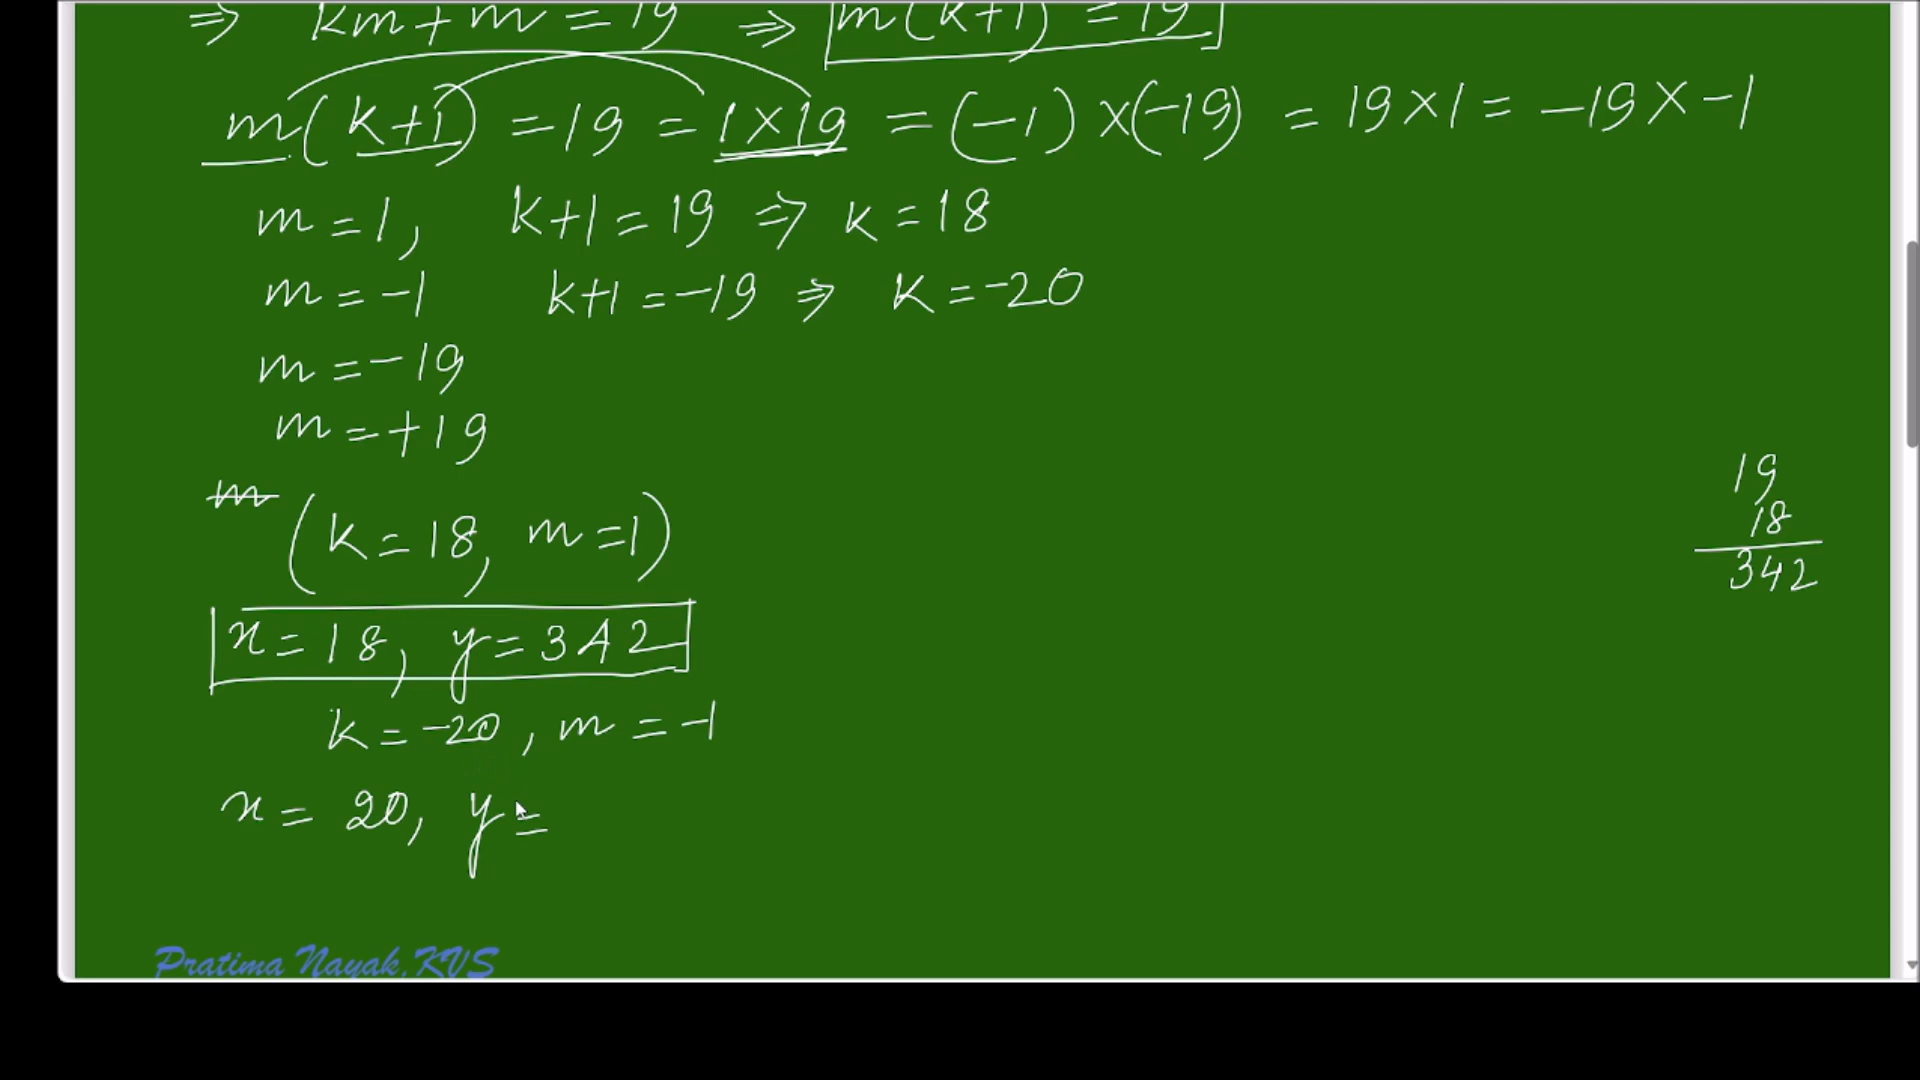 ⇒ km + m = 19 ⇒ m(k+1) = 19
m(k+1) = 19 = 1×19 = (-1)×(-19) = 19×1 = -19×-1
m = 1, k+1 = 19 ⇒ k = 18
m = -1 k+1 = -19 ⇒ k = -20
m = -19
m = +19
m
(k = 18, m = 1)
19
18
342
x = 18, y = 342
k = -20, m = -1
x = 20, y =
Pratima Nayak,KVS